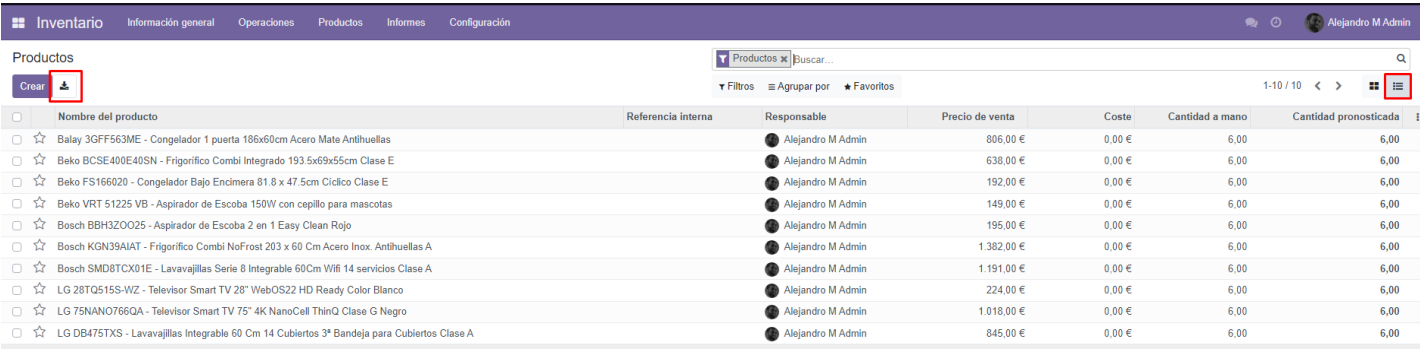 Inventario Información general Operaciones Productos Informes Configuración Alejandro M Admin
Productos Productos Buscar...
Crear Filtros Agrupar por Favoritos 1-10 / 10
Nombre del producto Referencia interna Responsable Precio de venta Coste Cantidad a mano Cantidad pronosticada
Balay 3GFF563ME - Congelador 1 puerta 186x60cm Acero Mate Antihuellas Alejandro M Admin 806,00 € 0,00 € 6,00 6,00
Beko BCSE400E40SN - Frigorífico Combi Integrado 193.5x69x55cm Clase E Alejandro M Admin 638,00 € 0,00 € 6,00 6,00
Beko FS166020 - Congelador Bajo Encimera 81.8 x 47.5cm Cíclico Clase E Alejandro M Admin 192,00 € 0,00 € 6,00 6,00
Beko VRT 51225 VB - Aspirador de Escoba 150W con cepillo para mascotas Alejandro M Admin 149,00 € 0,00 € 6,00 6,00
Bosch BBH3ZOO25 - Aspirador de Escoba 2 en 1 Easy Clean Rojo Alejandro M Admin 195,00 € 0,00 € 6,00 6,00
Bosch KGN39AIAT - Frigorífico Combi NoFrost 203 x 60 Cm Acero Inox. Antihuellas A Alejandro M Admin 1.382,00 € 0,00 € 6,00 6,00
Bosch SMD8TCX01E - Lavavajillas Serie 8 Integrable 60Cm Wifi 14 servicios Clase A Alejandro M Admin 1.191,00 € 0,00 € 6,00 6,00
LG 28TQ515S-WZ - Televisor Smart TV 28" WebOS22 HD Ready Color Blanco Alejandro M Admin 224,00 € 0,00 € 6,00 6,00
LG 75NANO766QA - Televisor Smart TV 75" 4K NanoCell ThinQ Clase G Negro Alejandro M Admin 1.018,00 € 0,00 € 6,00 6,00
LG DB475TXS - Lavavajillas Integrable 60 Cm 14 Cubiertos 3ª Bandeja para Cubiertos Clase A Alejandro M Admin 845,00 € 0,00 € 6,00 6,00